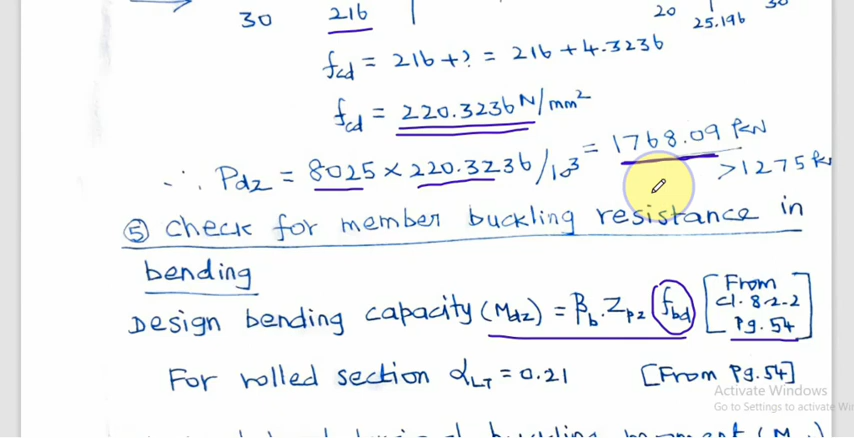 30 216 20 25.196 30
fcd = 216 + ? = 216 + 4.3236
fcd = 220.3236 N/mm²
∴ Pdz = 8025 × 220.3236/10³ = 1768.09 kN
> 1275 kN
⑤ Check for member buckling resistance in
bending
Design bending capacity (Mdz) = βb. Zpz fbd [From cl. 8.2.2 Pg. 54]
For rolled section αLT = 0.21 [From Pg. 54]
Activate Windows
Go to Settings to activate Win